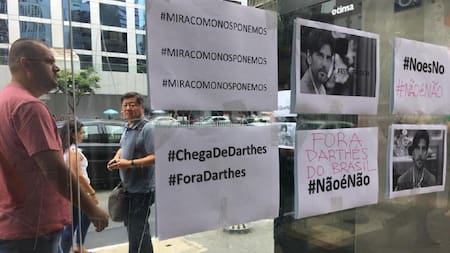 #MIRACOMONOSPONEMOS
#MIRACOMONOSPONEMOS
#MIRACOMONOSPONEMOS
#ChegaDeDarthes
#ForaDarthes
#NoesNo
#NÃOÉNÃO
FORA
DARTHES
DO BRASIL
#NãoéNão